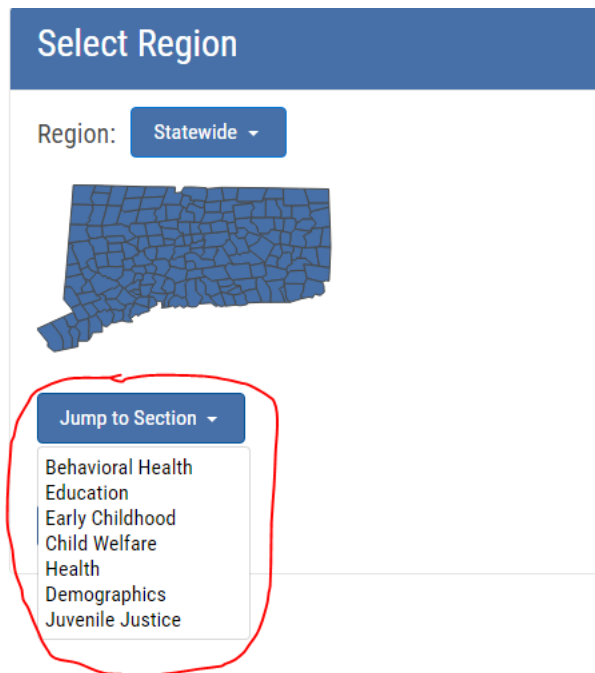 Select Region
Region: Statewide
Jump to Section
Behavioral Health
Education
Early Childhood
Child Welfare
Health
Demographics
Juvenile Justice